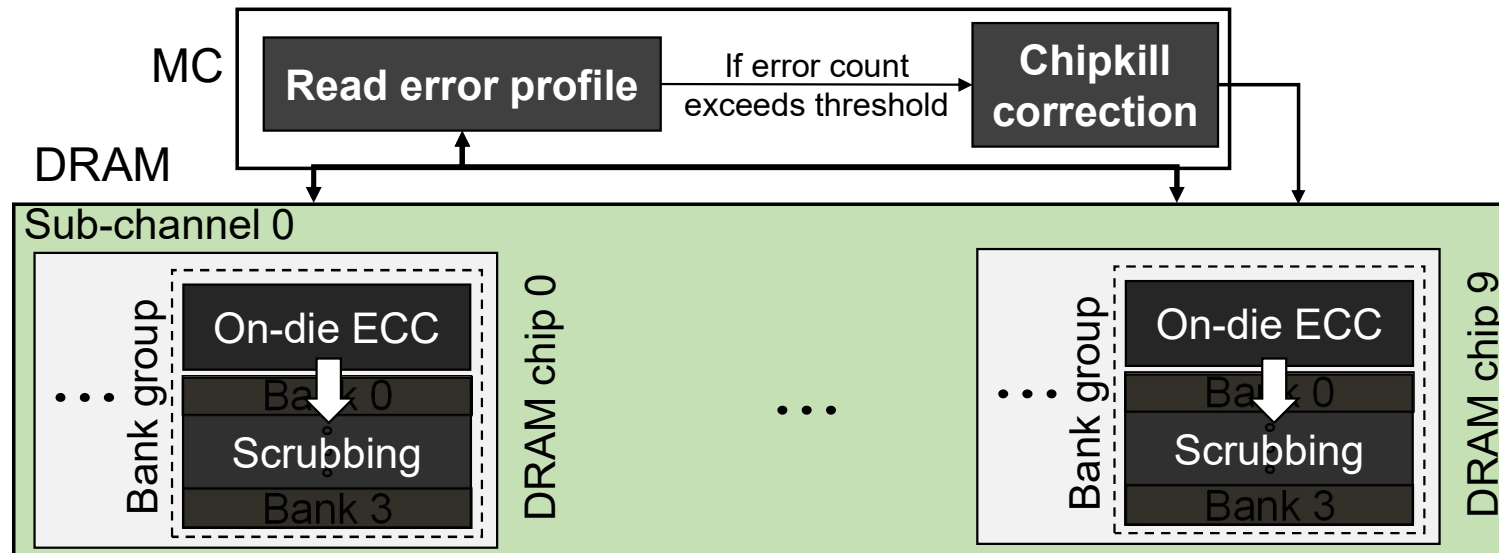 MC
Read error profile
If error count
exceeds threshold
Chipkill
correction
DRAM
Sub-channel 0
Bank group
On-die ECC
Bank 0
Scrubbing
Bank 3
DRAM chip 0
...
...
...
Bank group
On-die ECC
Bank 0
Scrubbing
Bank 3
DRAM chip 9